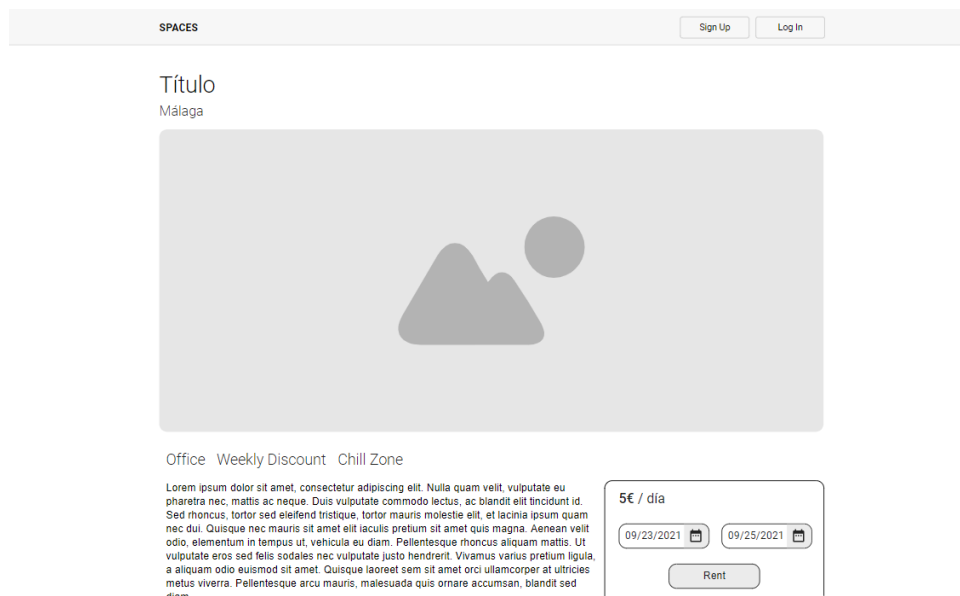 SPACES Sign Up Log In
Título
Málaga
Office Weekly Discount Chill Zone
Lorem ipsum dolor sit amet, consectetur adipiscing elit. Nulla quam velit, vulputate eu
pharetra nec, mattis ac neque. Duis vulputate commodo lectus, ac blandit elit tincidunt id.
Sed rhoncus, tortor sed eleifend tristique, tortor mauris molestie elit, et lacinia ipsum quam
nec dui. Quisque nec mauris sit amet elit iaculis pretium sit amet quis magna. Aenean velit
odio, elementum in tempus ut, vehicula eu diam. Pellentesque rhoncus aliquam mattis. Ut
vulputate eros sed felis sodales nec vulputate justo hendrerit. Vivamus varius pretium ligula,
a aliquam odio euismod sit amet. Quisque laoreet sem sit amet orci ullamcorper at ultricies
metus viverra. Pellentesque arcu mauris, malesuada quis ornare accumsan, blandit sed
diam
5€ / día
09/23/2021 09/25/2021
Rent